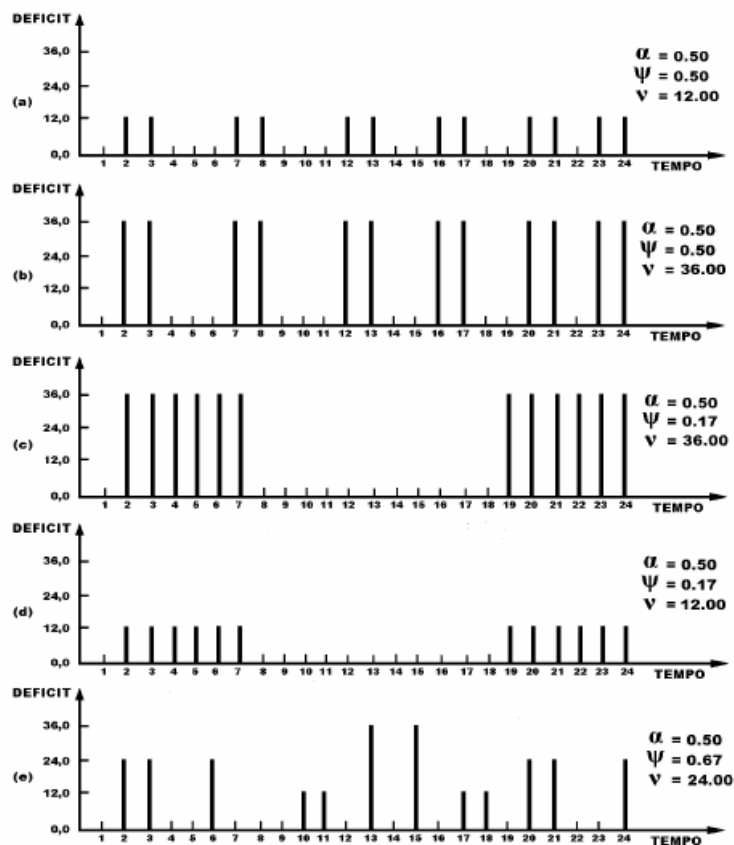 DEFICIT
36,0
24,0
12,0
0,0
(a)
α = 0.50
Ψ = 0.50
ν = 12.00
1 2 3 4 5 6 7 8 9 10 11 12 13 14 15 16 17 18 19 20 21 22 23 24
TEMPO
DEFICIT
36,0
24,0
12,0
0,0
(b)
α = 0.50
Ψ = 0.50
ν = 36.00
1 2 3 4 5 6 7 8 9 10 11 12 13 14 15 16 17 18 19 20 21 22 23 24
TEMPO
DEFICIT
36,0
24,0
12,0
0,0
(c)
α = 0.50
Ψ = 0.17
ν = 36.00
1 2 3 4 5 6 7 8 9 10 11 12 13 14 15 16 17 18 19 20 21 22 23 24
TEMPO
DEFICIT
36,0
24,0
12,0
0,0
(d)
α = 0.50
Ψ = 0.17
ν = 12.00
1 2 3 4 5 6 7 8 9 10 11 12 13 14 15 16 17 18 19 20 21 22 23 24
TEMPO
DEFICIT
36,0
24,0
12,0
0,0
(e)
α = 0.50
Ψ = 0.67
ν = 24.00
1 2 3 4 5 6 7 8 9 10 11 12 13 14 15 16 17 18 19 20 21 22 23 24
TEMPO